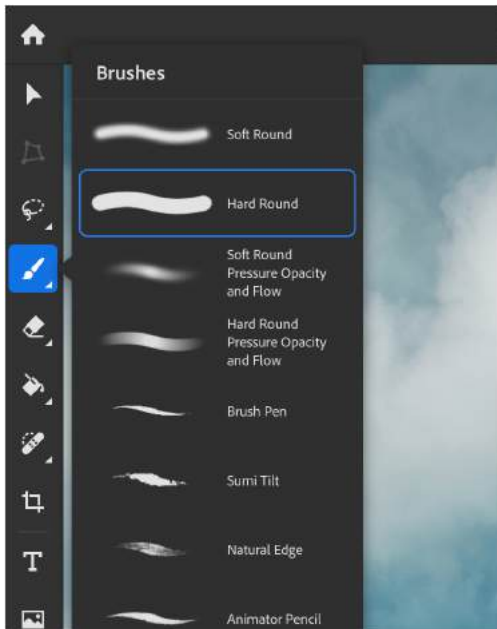 Brushes
Soft Round
Hard Round
Soft Round
Pressure Opacity
and Flow
Hard Round
Pressure Opacity
and Flow
Brush Pen
Sumi Tilt
Natural Edge
T
Animator Pencil